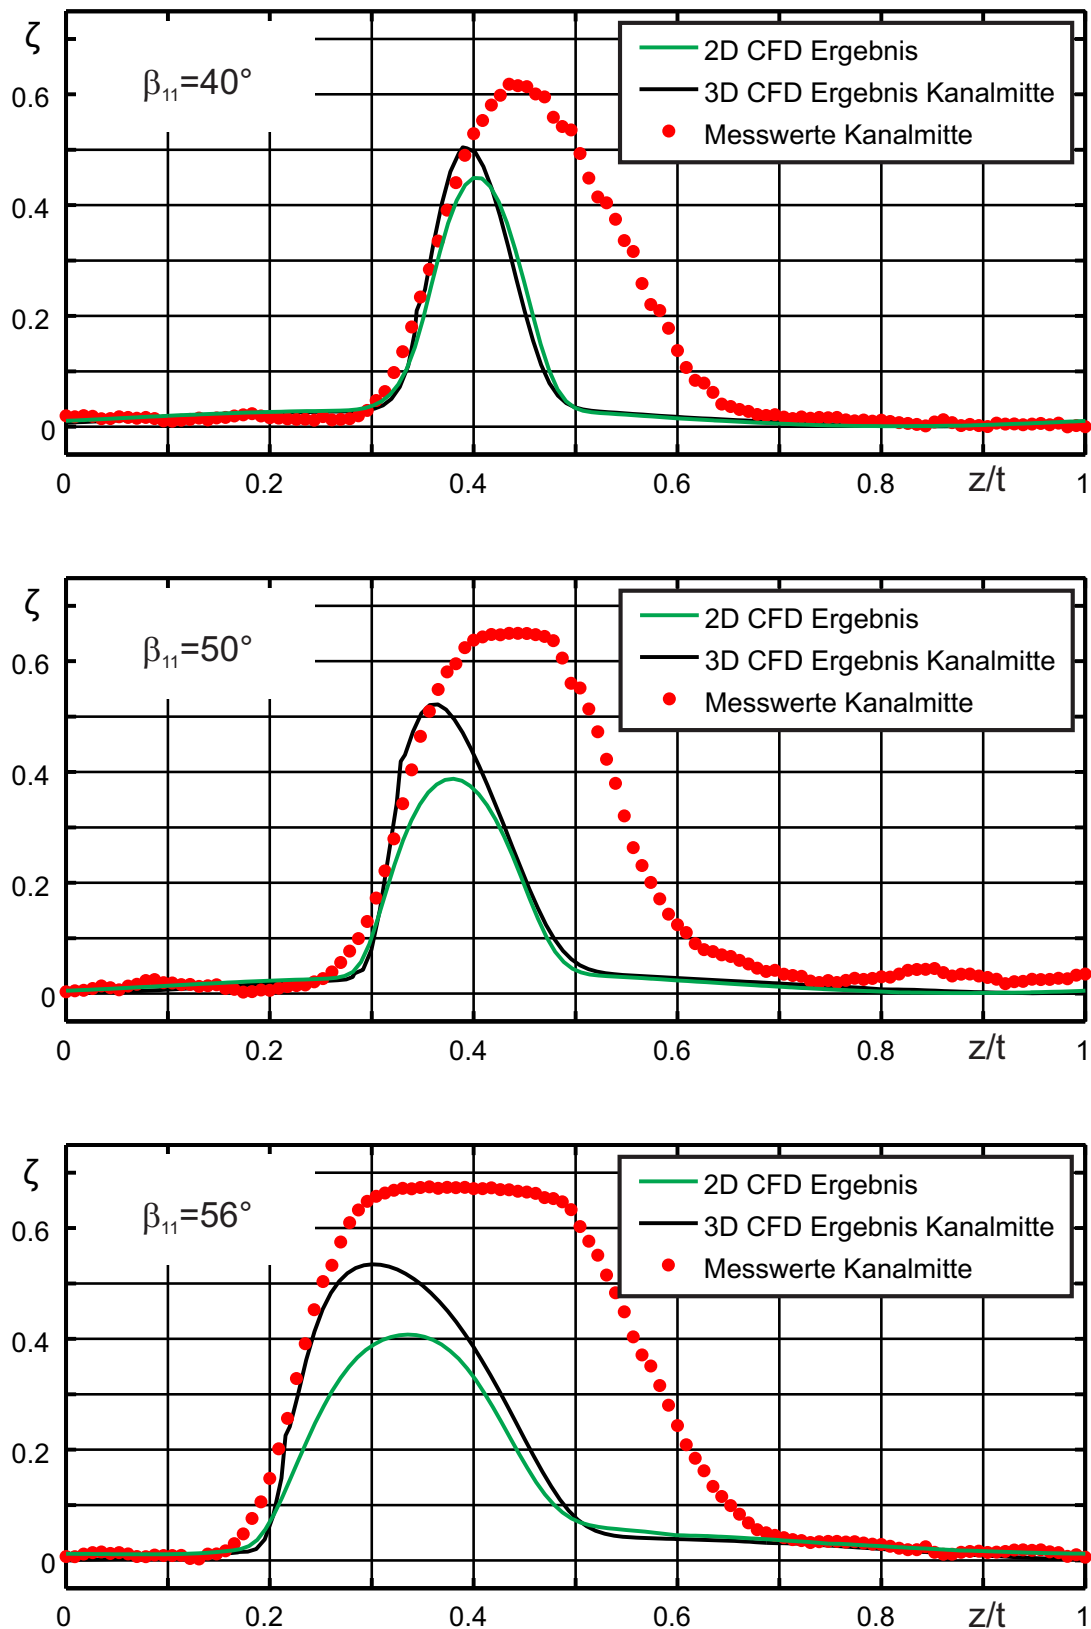 ζ
β₁₁=40°
2D CFD Ergebnis
3D CFD Ergebnis Kanalmitte
Messwerte Kanalmitte
0.6
0.4
0.2
0
0 0.2 0.4 0.6 0.8 z/t 1
ζ
β₁₁=50°
2D CFD Ergebnis
3D CFD Ergebnis Kanalmitte
Messwerte Kanalmitte
0.6
0.4
0.2
0
0 0.2 0.4 0.6 0.8 z/t 1
ζ
β₁₁=56°
2D CFD Ergebnis
3D CFD Ergebnis Kanalmitte
Messwerte Kanalmitte
0.6
0.4
0.2
0
0 0.2 0.4 0.6 0.8 z/t 1